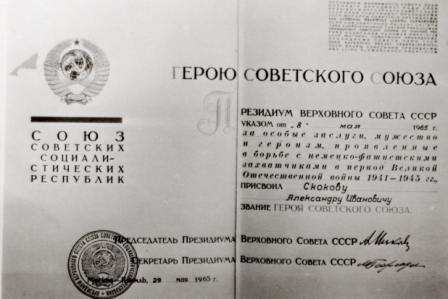 СОЮЗ
СОВЕТСКИХ
СОЦИАЛИ-
СТИЧЕСКИХ
РЕСПУБЛИК
ГЕРОЮ СОВЕТСКОГО СОЮЗА
ПРЕЗИДИУМ ВЕРХОВНОГО СОВЕТА СССР
УКАЗОМ от "8" мая 1965 г.
за особые заслуги, мужество
и героизм, проявленные
в борьбе с немецко-фашистскими
захватчиками в период Великой
Отечественной войны 1941-1945 гг.,
ПРИСВОИЛ Скокову
Александру Ивановичу
ЗВАНИЕ ГЕРОЯ СОВЕТСКОГО СОЮЗА.
ПРЕДСЕДАТЕЛЬ ПРЕЗИДИУМА ВЕРХОВНОГО СОВЕТА СССР
СЕКРЕТАРЬ ПРЕЗИДИУМА ВЕРХОВНОГО СОВЕТА СССР
Москва, Кремль, 29 мая 1965 г.